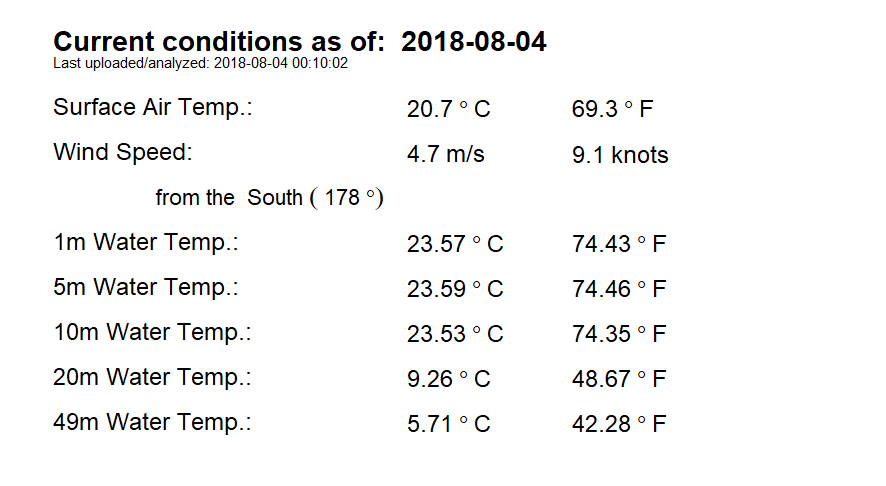 Current conditions as of:  2018-08-04
Last uploaded/analyzed: 2018-08-04 00:10:02
Surface Air Temp.: 20.7 ° C 69.3 ° F
Wind Speed: 4.7 m/s 9.1 knots
from the  South ( 178 °)
1m Water Temp.: 23.57 ° C 74.43 ° F
5m Water Temp.: 23.59 ° C 74.46 ° F
10m Water Temp.: 23.53 ° C 74.35 ° F
20m Water Temp.: 9.26 ° C 48.67 ° F
49m Water Temp.: 5.71 ° C 42.28 ° F